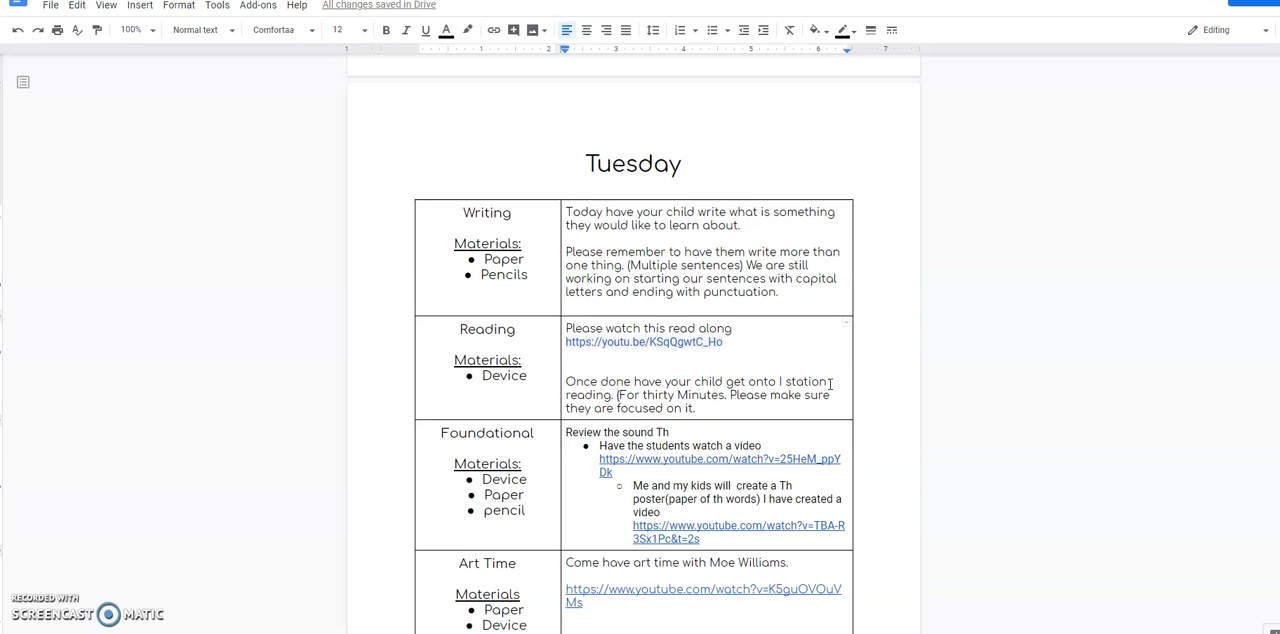 File Edit View Insert Format Tools Add-ons Help All changes saved in Drive
100% Normal text Comfortaa 12 B I U A Editing
1 1 2 3 4 5 6 7
Tuesday
Writing
Materials:
● Paper
● Pencils
Today have your child write what is something
they would like to learn about.
Please remember to have them write more than
one thing. (Multiple sentences) We are still
working on starting our sentences with capital
letters and ending with punctuation.
Reading
Materials:
● Device
Please watch this read along
https://youtu.be/KSqQgwtC_Ho
Once done have your child get onto I station
reading. (For thirty Minutes. Please make sure
they are focused on it.
Foundational
Materials:
● Device
● Paper
● pencil
Review the sound Th
● Have the students watch a video
https://www.youtube.com/watch?v=25HeM_ppY
Dk
○ Me and my kids will create a Th
poster(paper of th words) I have created a
video
https://www.youtube.com/watch?v=TBA-R
3Sx1Pc&t=2s
Art Time
Materials
● Paper
● Device
Come have art time with Moe Williams.
https://www.youtube.com/watch?v=K5guOVOuV
Ms
RECORDED WITH
SCREENCAST MATIC